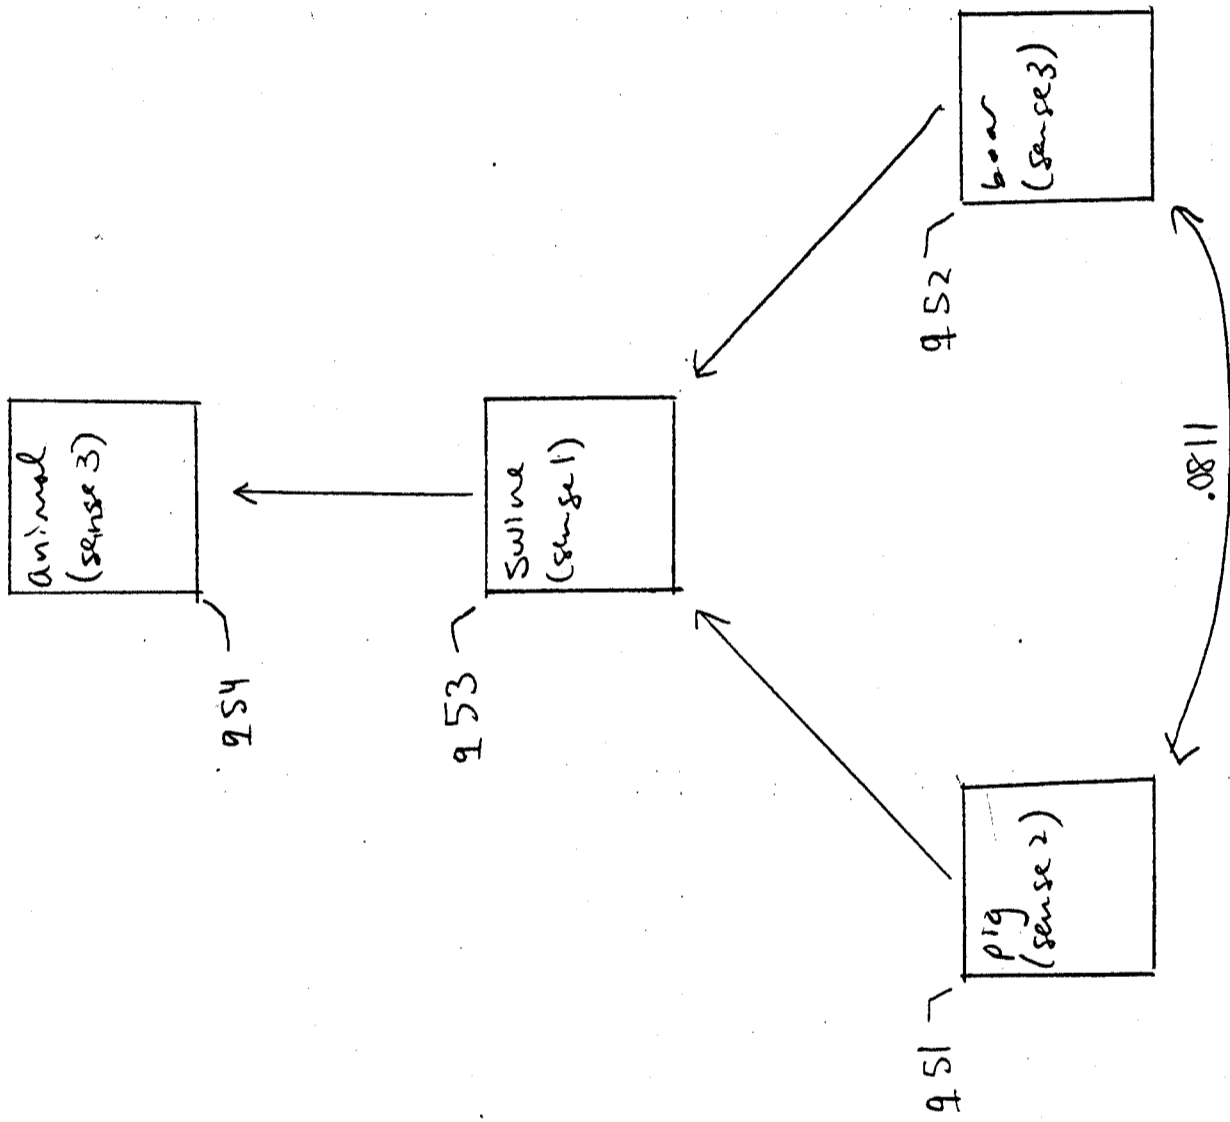 animal
(sense 3)
954
swine
(sense 1)
953
pig
(sense 2)
951
boar
(sense 3)
952
.0811